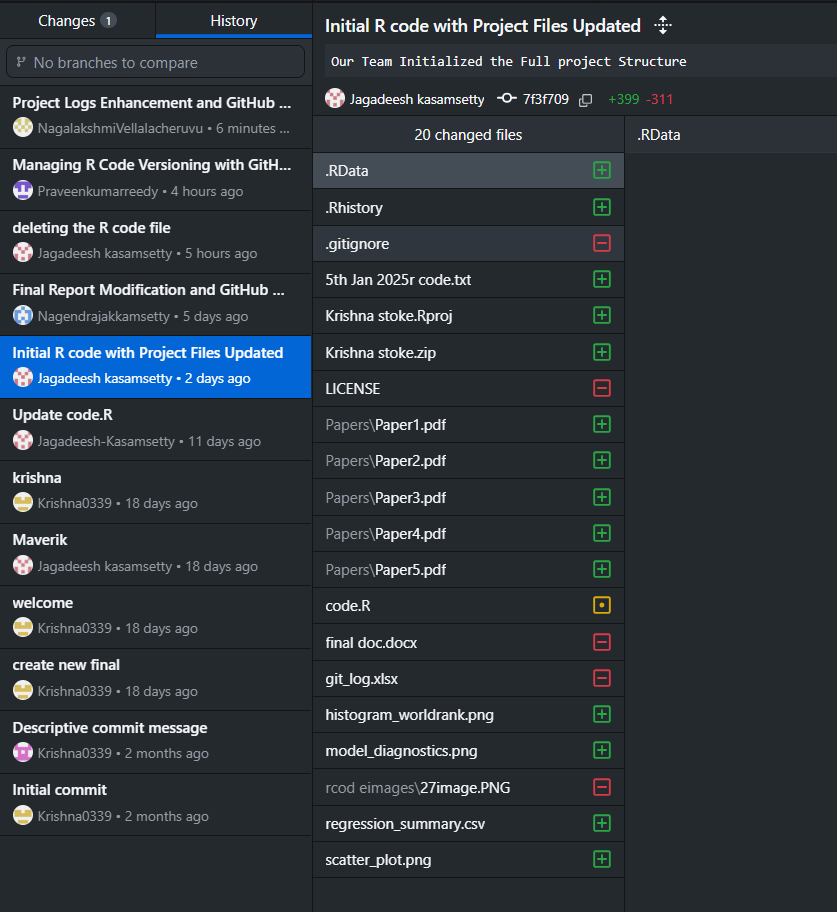 Changes 1
History
No branches to compare
Project Logs Enhancement and GitHub ...
NagalakshmiVellalacheruvu • 6 minutes ...
Managing R Code Versioning with GitH...
Praveenkumarreedy • 4 hours ago
deleting the R code file
Jagadeesh kasamsetty • 5 hours ago
Final Report Modification and GitHub ...
Nagendrajakkamsetty • 5 days ago
Initial R code with Project Files Updated
Jagadeesh kasamsetty • 2 days ago
Update code.R
Jagadeesh-Kasamsetty • 11 days ago
krishna
Krishna0339 • 18 days ago
Maverik
Jagadeesh kasamsetty • 18 days ago
welcome
Krishna0339 • 18 days ago
create new final
Krishna0339 • 18 days ago
Descriptive commit message
Krishna0339 • 2 months ago
Initial commit
Krishna0339 • 2 months ago
Initial R code with Project Files Updated
Our Team Initialized the Full project Structure
Jagadeesh kasamsetty 7f3f709 +399 -311
20 changed files
.RData
.Rhistory
.gitignore
5th Jan 2025r code.txt
Krishna stoke.Rproj
Krishna stoke.zip
LICENSE
Papers\Paper1.pdf
Papers\Paper2.pdf
Papers\Paper3.pdf
Papers\Paper4.pdf
Papers\Paper5.pdf
code.R
final doc.docx
git_log.xlsx
histogram_worldrank.png
model_diagnostics.png
rcod eimages\27image.PNG
regression_summary.csv
scatter_plot.png
.RData